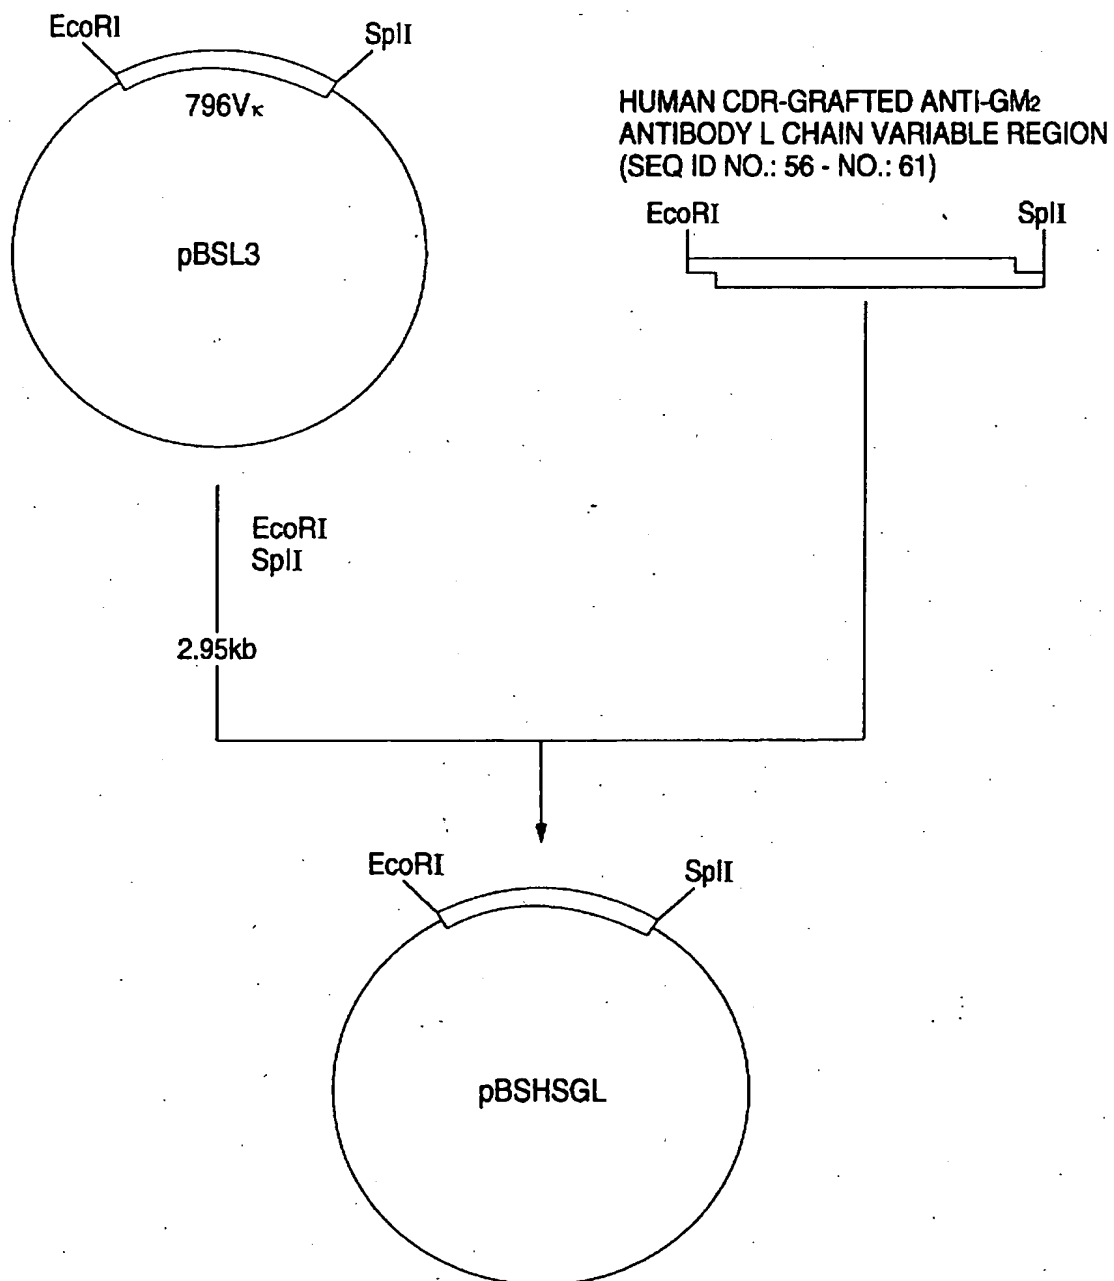 EcoRI
SplI
796Vκ
pBSL3
HUMAN CDR-GRAFTED ANTI-GM2
ANTIBODY L CHAIN VARIABLE REGION
(SEQ ID NO.: 56 - NO.: 61)
EcoRI
SplI
EcoRI
SplI
2.95kb
EcoRI
SplI
pBSHSGL